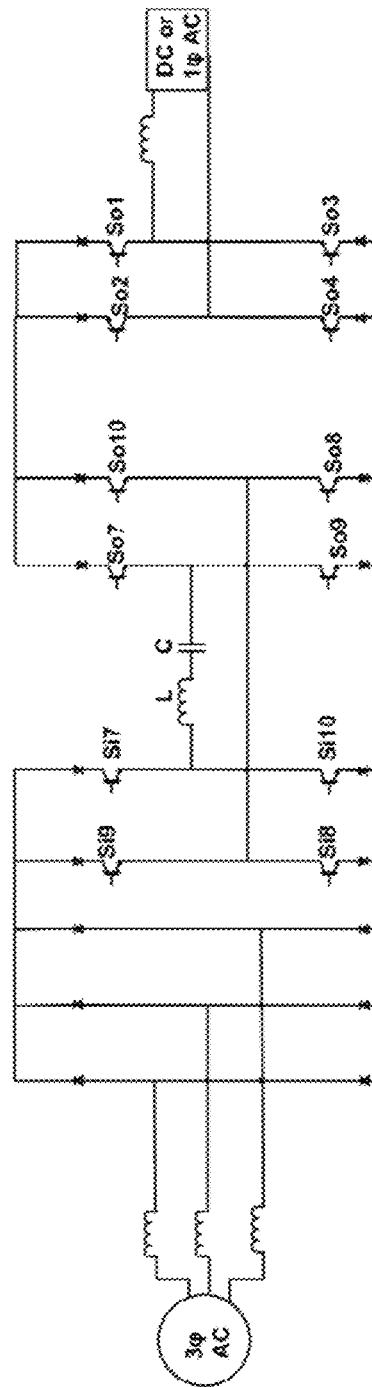 3φ
AC
Si9
Si7
Si8
Si10
L
C
So7
So10
So9
So8
So2
So1
So4
So3
DC or
1φ AC